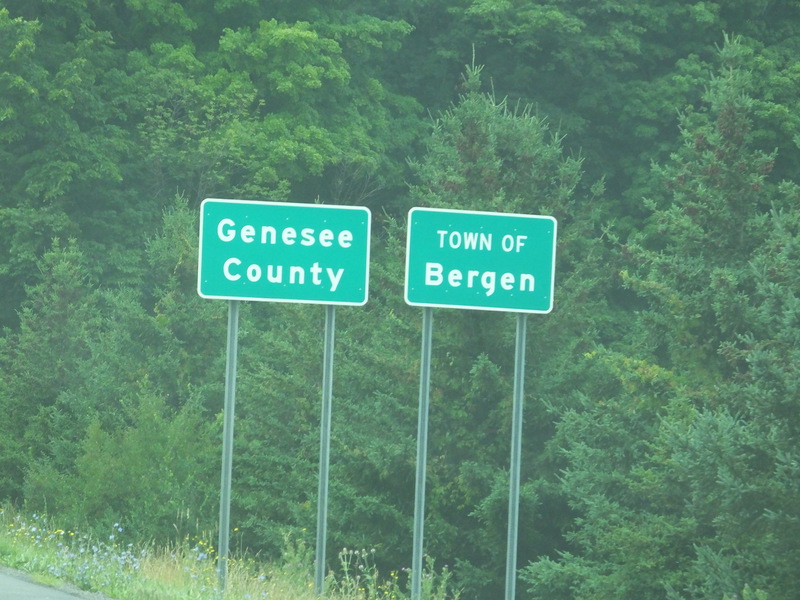 Genesee
County
TOWN OF
Bergen